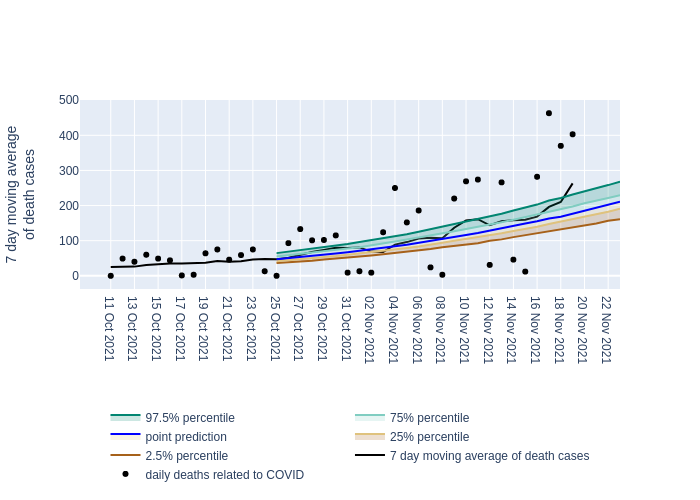 500
400
300
200
100
0
7 day moving average
of death cases
11 Oct 2021
13 Oct 2021
15 Oct 2021
17 Oct 2021
19 Oct 2021
21 Oct 2021
23 Oct 2021
25 Oct 2021
27 Oct 2021
29 Oct 2021
31 Oct 2021
02 Nov 2021
04 Nov 2021
06 Nov 2021
08 Nov 2021
10 Nov 2021
12 Nov 2021
14 Nov 2021
16 Nov 2021
18 Nov 2021
20 Nov 2021
22 Nov 2021
97.5% percentile
75% percentile
point prediction
25% percentile
2.5% percentile
7 day moving average of death cases
daily deaths related to COVID